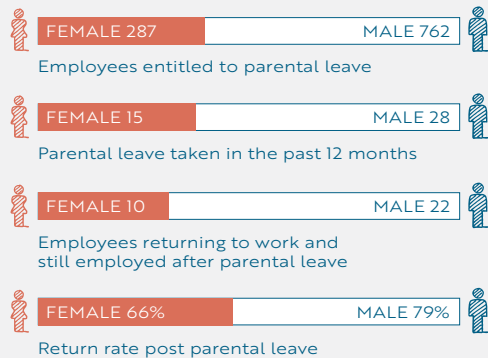 FEMALE 287 MALE 762
Employees entitled to parental leave
FEMALE 15 MALE 28
Parental leave taken in the past 12 months
FEMALE 10 MALE 22
Employees returning to work and
still employed after parental leave
FEMALE 66% MALE 79%
Return rate post parental leave